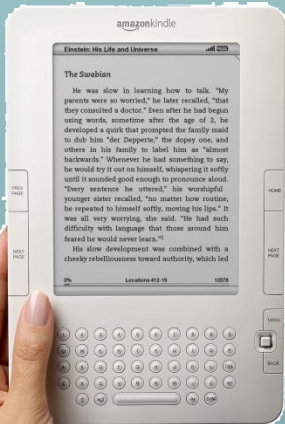 amazonkindle
Einstein: His Life and Universe
The Swabian
He was slow in learning how to talk. “My
parents were so worried,” he later recalled, “that
they consulted a doctor.” Even after he had begun
using words, sometime after the age of 2, he
developed a quirk that prompted the family maid
to dub him “der Depperte,” the dopey one, and
others in his family to label him as “almost
backwards.” Whenever he had something to say,
he would try it out on himself, whispering it softly
until it sounded good enough to pronounce aloud.
“Every sentence he uttered,” his worshipful
younger sister recalled, “no matter how routine,
he repeated to himself softly, moving his lips.” It
was all very worrying, she said. “He had such
difficulty with language that those around him
feared he would never learn.”
His slow development was combined with a
cheeky rebelliousness toward authority, which led
3% Locations 412-19 12978
PREV PAGE
HOME
NEXT PAGE
NEXT PAGE
MENU
BACK